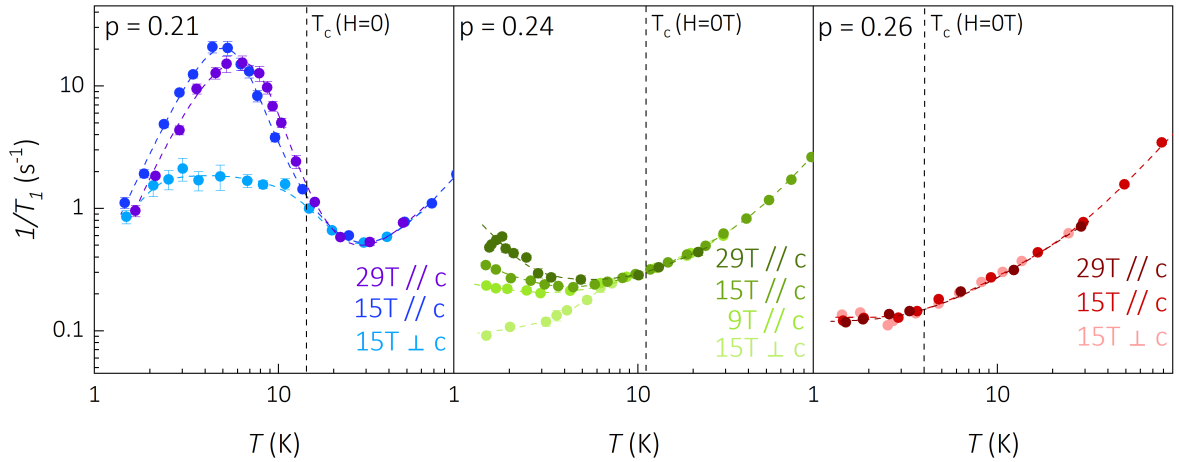 p = 0.21
T_c (H=0)
p = 0.24
T_c (H=0T)
p = 0.26
T_c (H=0T)
10
1
0.1
1/T₁ (s⁻¹)
29T // c
15T // c
15T ⊥ c
29T // c
15T // c
9T // c
15T ⊥ c
29T // c
15T // c
15T ⊥ c
1
10
1
10
1
10
T (K)
T (K)
T (K)